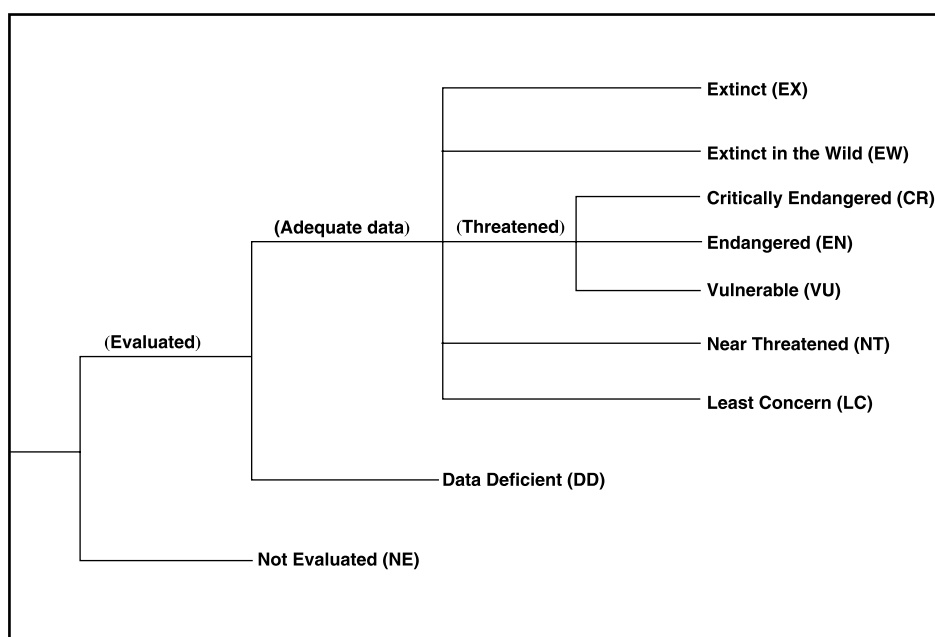 Extinct (EX)
Extinct in the Wild (EW)
Critically Endangered (CR)
(Adequate data)
(Threatened)
Endangered (EN)
Vulnerable (VU)
(Evaluated)
Near Threatened (NT)
Least Concern (LC)
Data Deficient (DD)
Not Evaluated (NE)